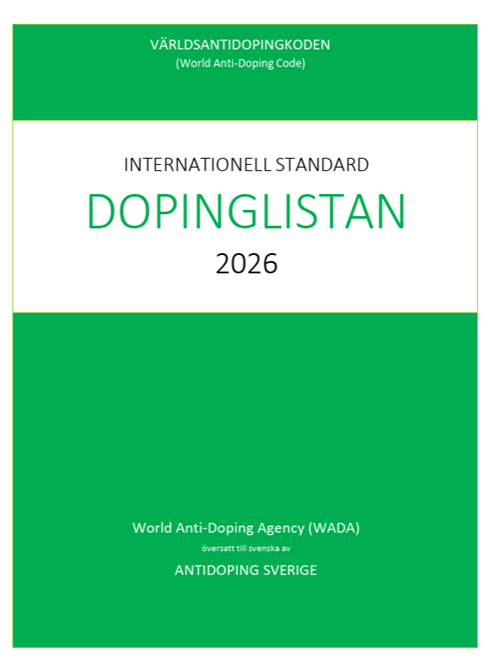 VÄRLDSANTIDOPINGKODEN
(World Anti-Doping Code)
INTERNATIONELL STANDARD
DOPINGLISTAN
2026
World Anti-Doping Agency (WADA)
översatt till svenska av
ANTIDOPING SVERIGE